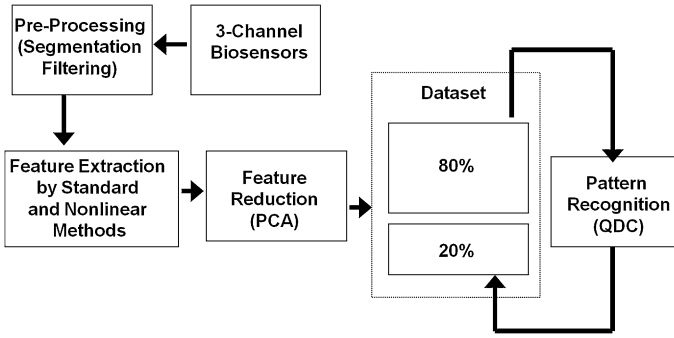 Pre-Processing
(Segmentation
Filtering)
3-Channel
Biosensors
Feature Extraction
by Standard
and Nonlinear
Methods
Feature
Reduction
(PCA)
Dataset
80%
20%
Pattern
Recognition
(QDC)